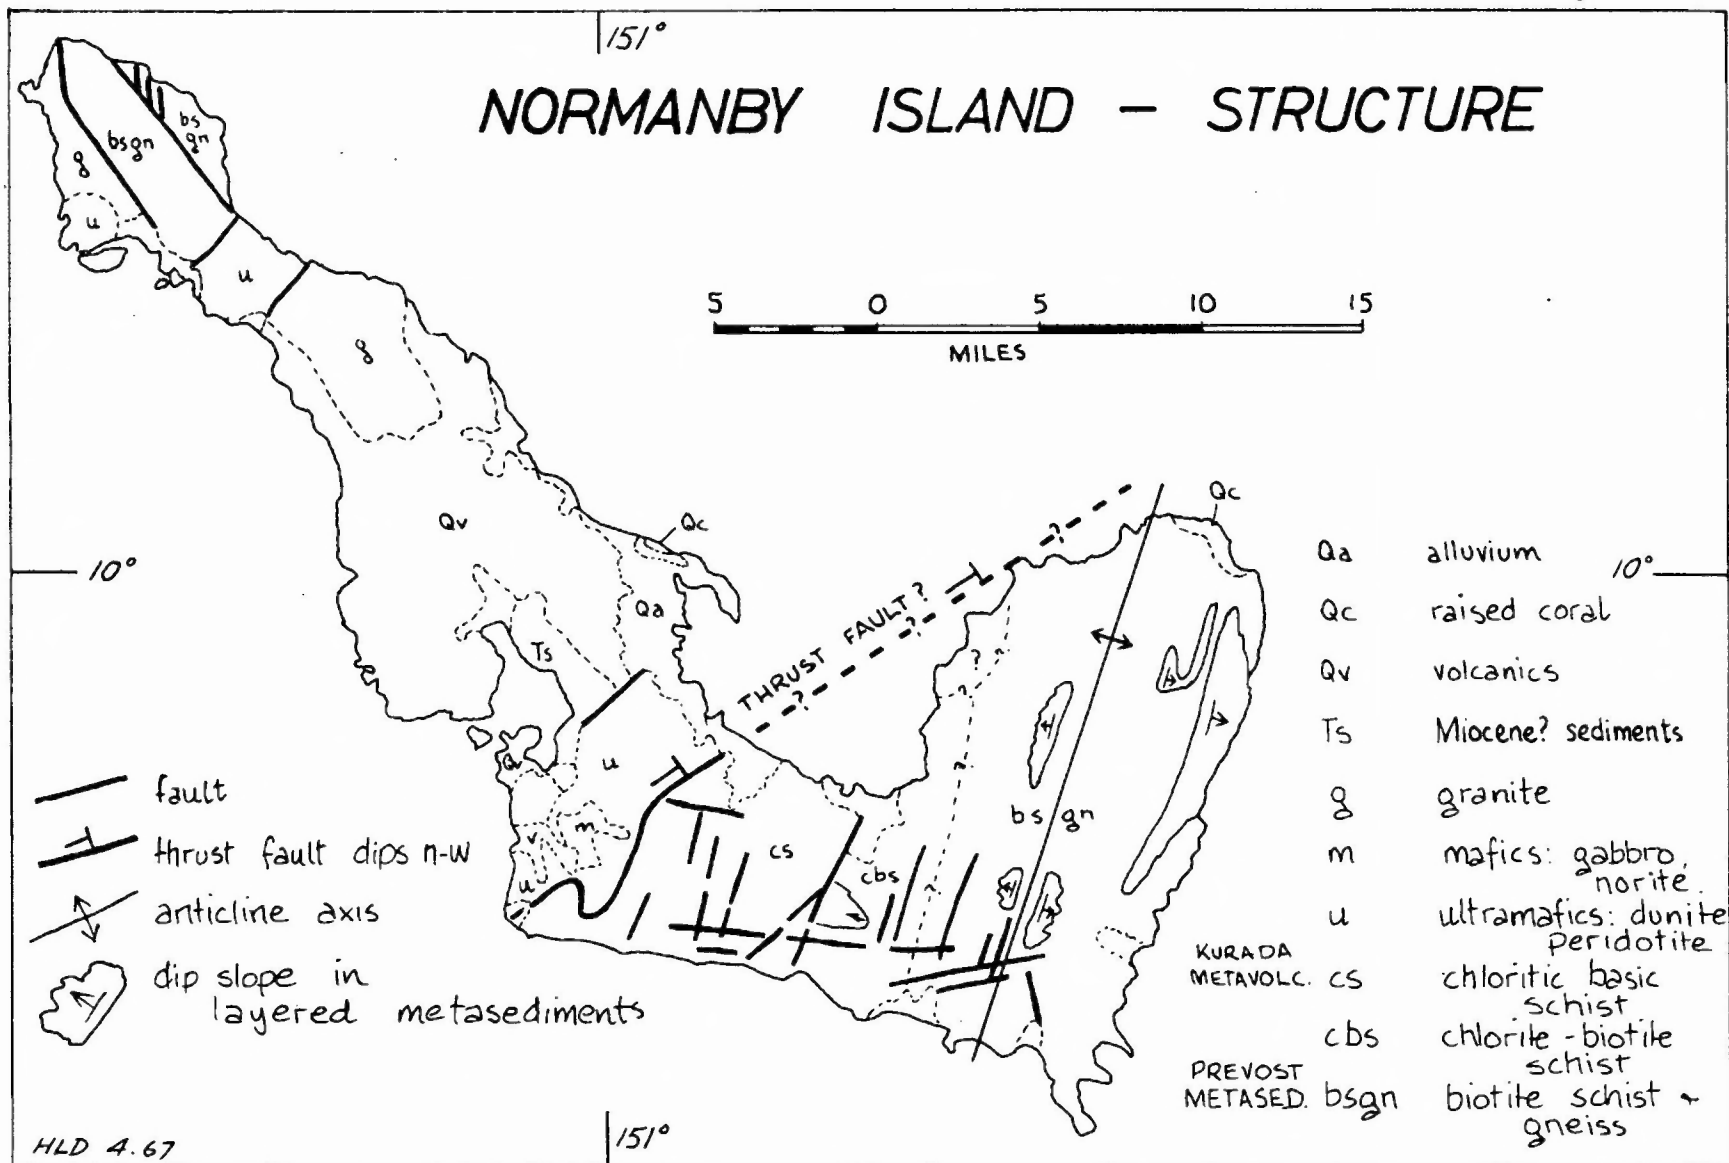 151°
NORMANBY ISLAND – STRUCTURE
bs
gn
bsgn
g
u
u
5 0 5 10 15
MILES
g
Qc
Qv
Qc
10°
Qa alluvium
10°
THRUST FAULT?
?
?
?
Qa
Qc raised coral
Ts
?
?
Qv volcanics
Ts Miocene? sediments
Qv
u
?
fault
g granite
bs gn
m
v
cs
thrust fault dips n-w
m mafics: gabbro,
norite.
cbs
u
?
anticline axis
u ultramafics: dunite
peridotite
KURADA
METAVOLC.
cs chloritic basic
schist
dip slope in
layered metasediments
cbs chlorite-biotite
schist
PREVOST
METASED.
bsgn biotite schist +
gneiss
HLD 4.67
151°